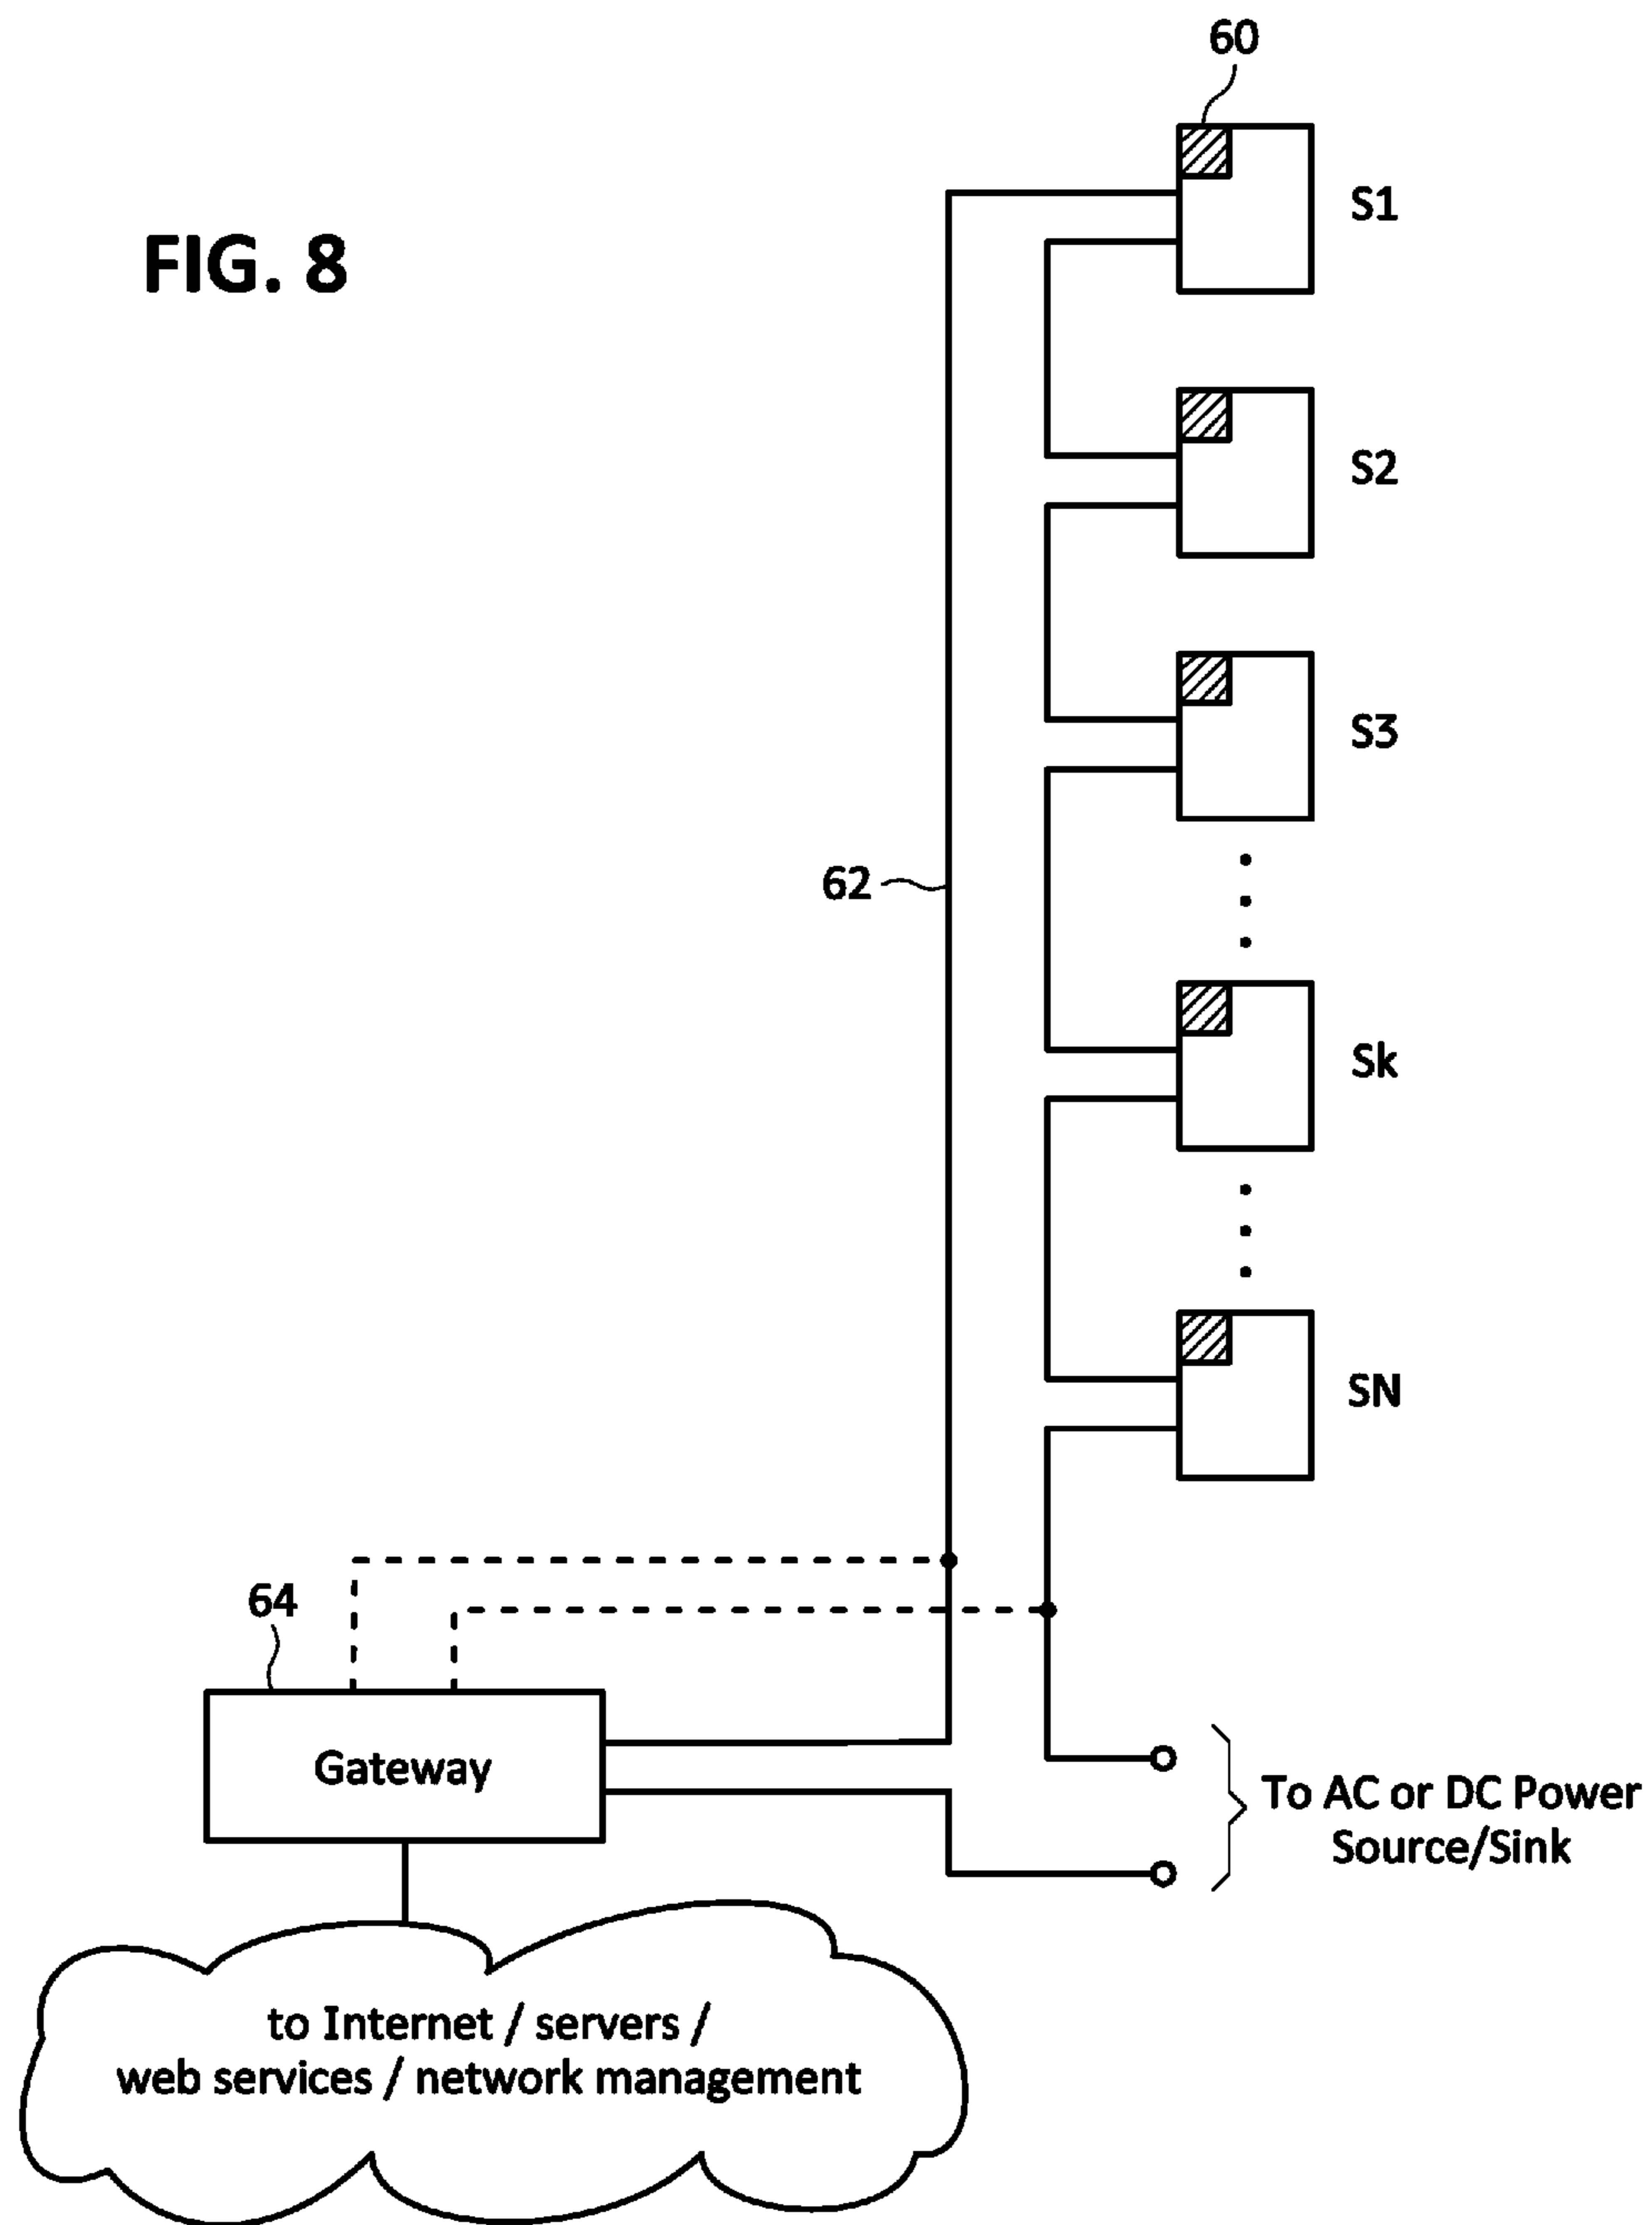 60
S1
FIG. 8
S2
S3
62
Sk
SN
64
Gateway
To AC or DC Power
Source/Sink
to Internet / servers /
web services / network management